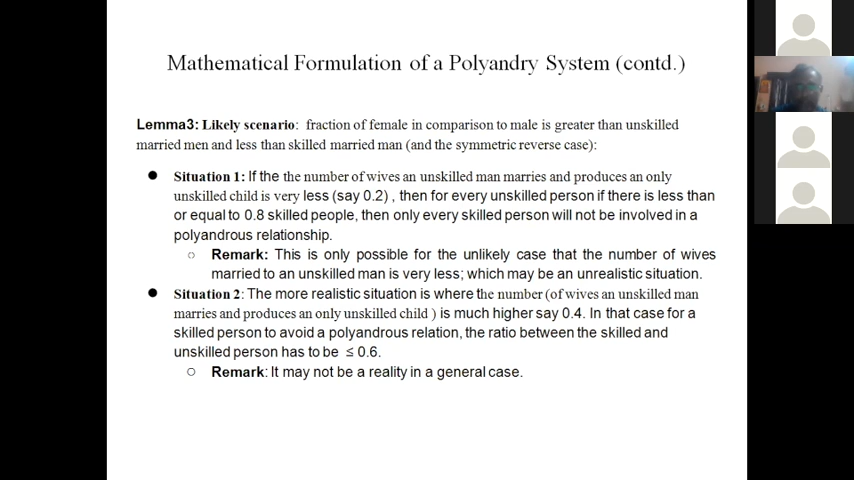 Mathematical Formulation of a Polyandry System (contd.)
Lemma3: Likely scenario: fraction of female in comparison to male is greater than unskilled
married men and less than skilled married man (and the symmetric reverse case):
● Situation 1: If the the number of wives an unskilled man marries and produces an only
unskilled child is very less (say 0.2) , then for every unskilled person if there is less than
or equal to 0.8 skilled people, then only every skilled person will not be involved in a
polyandrous relationship.
○ Remark: This is only possible for the unlikely case that the number of wives
married to an unskilled man is very less; which may be an unrealistic situation.
● Situation 2: The more realistic situation is where the number (of wives an unskilled man
marries and produces an only unskilled child ) is much higher say 0.4. In that case for a
skilled person to avoid a polyandrous relation, the ratio between the skilled and
unskilled person has to be ≤ 0.6.
○ Remark: It may not be a reality in a general case.